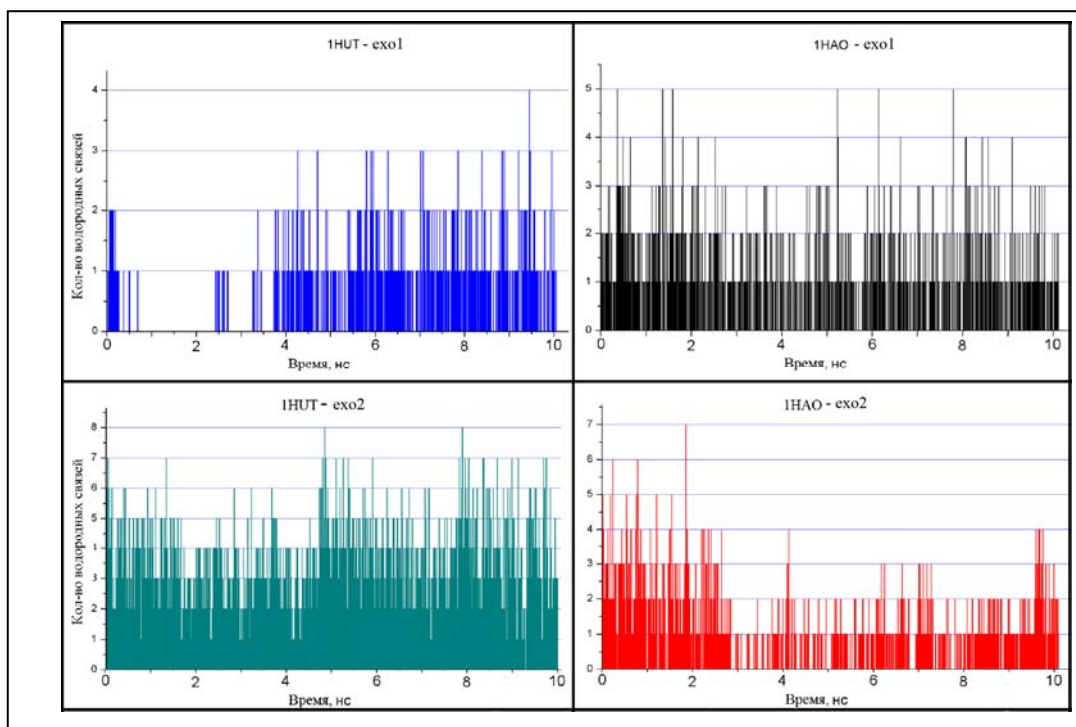 1HUT - exo1
Кол-во водородных связей
4
3
2
1
0
0 2 4 6 8 10
Время, нс
1HAO - exo1
5
4
3
2
1
0
0 2 4 6 8 10
Время, нс
1HUT - exo2
Кол-во водородных связей
8
7
6
5
4
3
2
1
0
0 2 4 6 8 10
Время, нс
1HAO - exo2
7
6
5
4
3
2
1
0
0 2 4 6 8 10
Время, нс